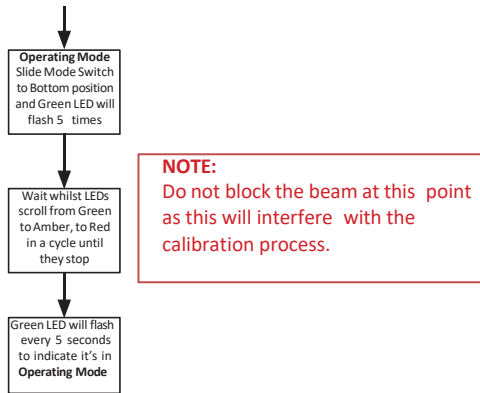 Operating Mode
Slide Mode Switch
to Bottom position
and Green LED will
flash 5 times
NOTE:
Do not block the beam at this point
as this will interfere with the
calibration process.
Wait whilst LEDs
scroll from Green
to Amber, to Red
in a cycle until
they stop
Green LED will flash
every 5 seconds
to indicate it's in
Operating Mode